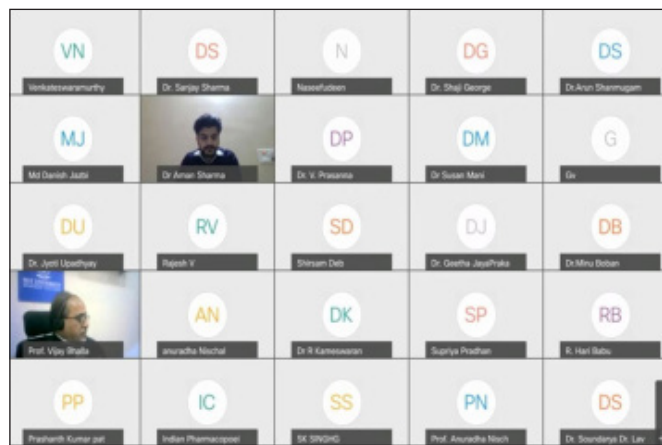 VN
DS
N
DG
DS
Venkateswaramurthy
Dr. Sanjay Sharma
Naseefudeen
Dr. Shaji George
Dr.Arun Shanmugam
MJ
DP
DM
G
Md Danish Jazbi
Dr Aman Sharma
Dr. V. Prasanna
Dr Susan Mani
Gv
DU
RV
SD
DJ
DB
Dr. Jyoti Upadhyay
Rajesh V
Shirsam Deb
Dr. Geetha JayaPraka
Dr.Minu Boban
AN
DK
SP
RB
Prof. Vijay Bhalla
anuradha Nischal
Dr R Kameswaran
Supriya Pradhan
R. Hari Babu
PP
IC
SS
PN
DS
Prashanth Kumar pat
Indian Pharmacopoei
SK SINGHG
Prof. Anuradha Nisch
Dr. Soundarya Dr. Lav